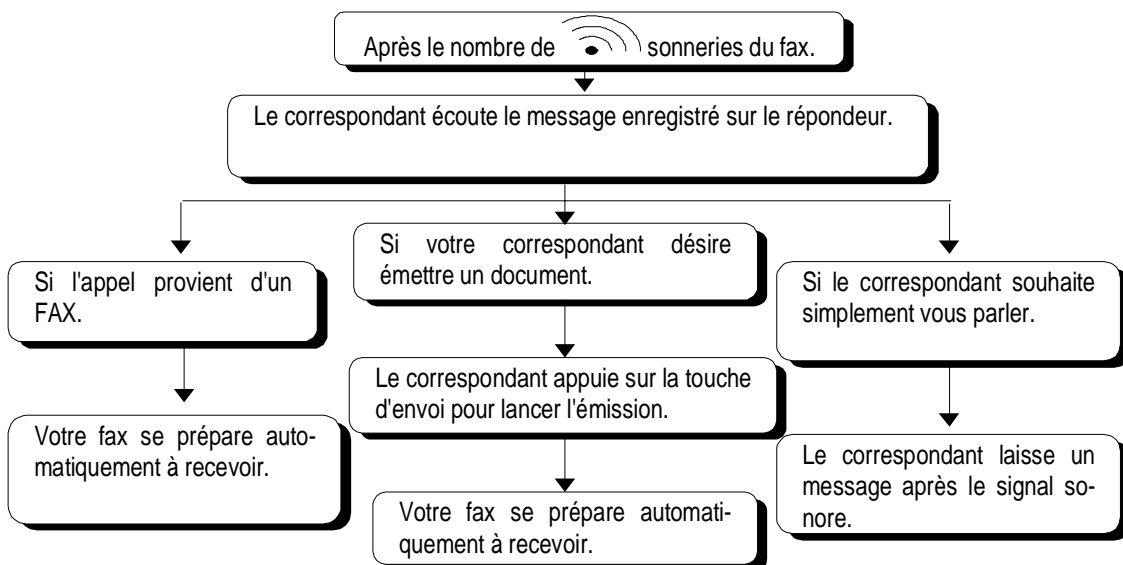 Après le nombre de sonneries du fax.
Le correspondant écoute le message enregistré sur le répondeur.
Si l'appel provient d'un
FAX.
Votre fax se prépare auto-
matiquement à recevoir.
Si votre correspondant désire
émettre un document.
Le correspondant appuie sur la touche
d'envoi pour lancer l'émission.
Votre fax se prépare automati-
quement à recevoir.
Si le correspondant souhaite
simplement vous parler.
Le correspondant laisse un
message après le signal so-
nore.